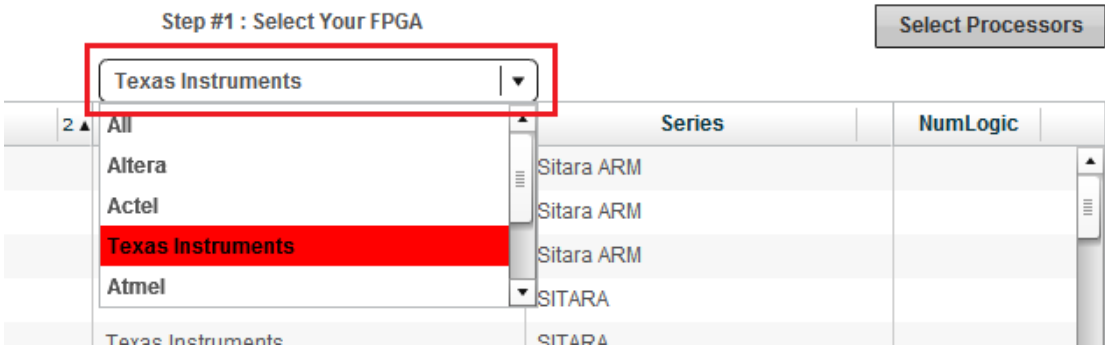 Step #1 : Select Your FPGA
Select Processors
Texas Instruments
2 ▲
Series
NumLogic
All
Altera
Actel
Texas Instruments
Atmel
Sitara ARM
Sitara ARM
Sitara ARM
SITARA
Texas Instruments
SITARA